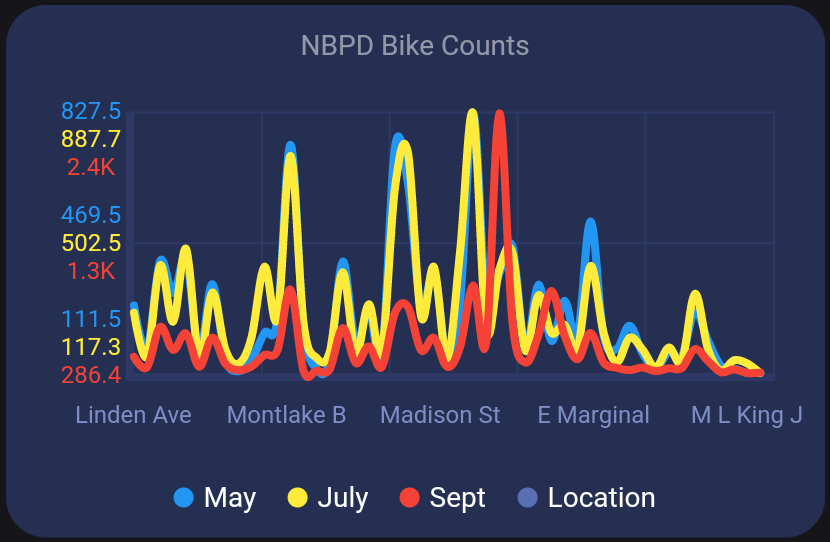 NBPD Bike Counts
827.5
887.7
2.4K
469.5
502.5
1.3K
111.5
117.3
286.4
Linden Ave Montlake B Madison St E Marginal M L King J
May July Sept Location